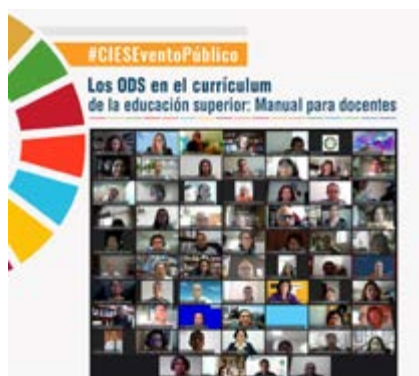 #CIESEventoPúblico
Los ODS en el currículum
de la educación superior: Manual para docentes